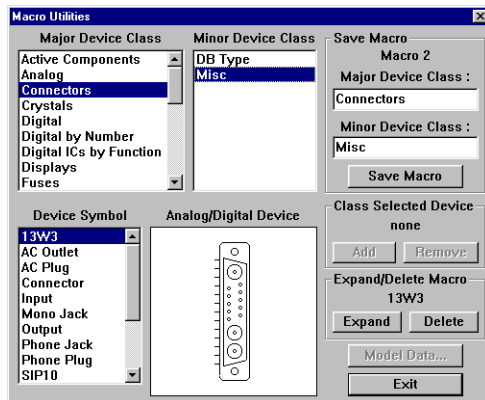 Macro Utilities
Major Device Class
Active Components
Analog
Connectors
Crystals
Digital
Digital by Number
Digital ICs by Function
Displays
Fuses
Minor Device Class
DB Type
Misc
Save Macro
Macro 2
Major Device Class :
Connectors
Minor Device Class :
Misc
Save Macro
Device Symbol
13W3
AC Outlet
AC Plug
Connector
Input
Mono Jack
Output
Phone Jack
Phone Plug
SIP10
Analog/Digital Device
Class Selected Device
none
Add
Remove
Expand/Delete Macro
13W3
Expand
Delete
Model Data...
Exit